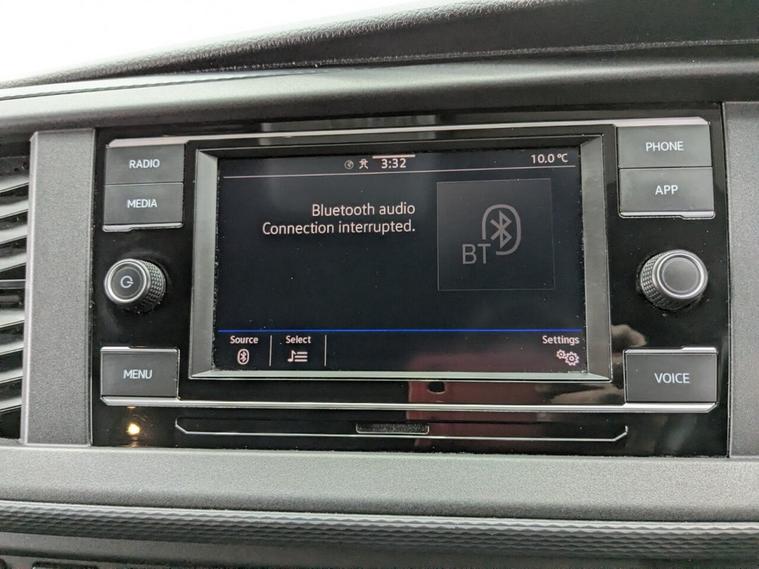 RADIO
MEDIA
PHONE
APP
3:32
10.0 °C
Bluetooth audio
Connection interrupted.
BT
Source
Select
Settings
MENU
VOICE